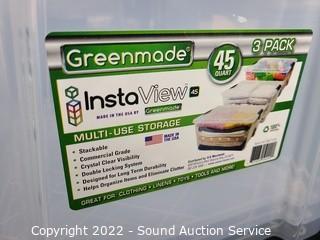 Greenmade®
45
QUART
3 PACK
InstaView 45
MADE IN THE USA BY Greenmade
MULTI-USE STORAGE
• Stackable
• Commercial Grade
• Crystal Clear Visibility
• Double Locking System
• Designed for Long Term Durability
• Helps Organize Items and Eliminate Clutter
MADE IN THE USA
GREAT FOR: CLOTHING • LINENS • TOYS • TOOLS AND MORE!
Copyright 2022 - Sound Auction Service